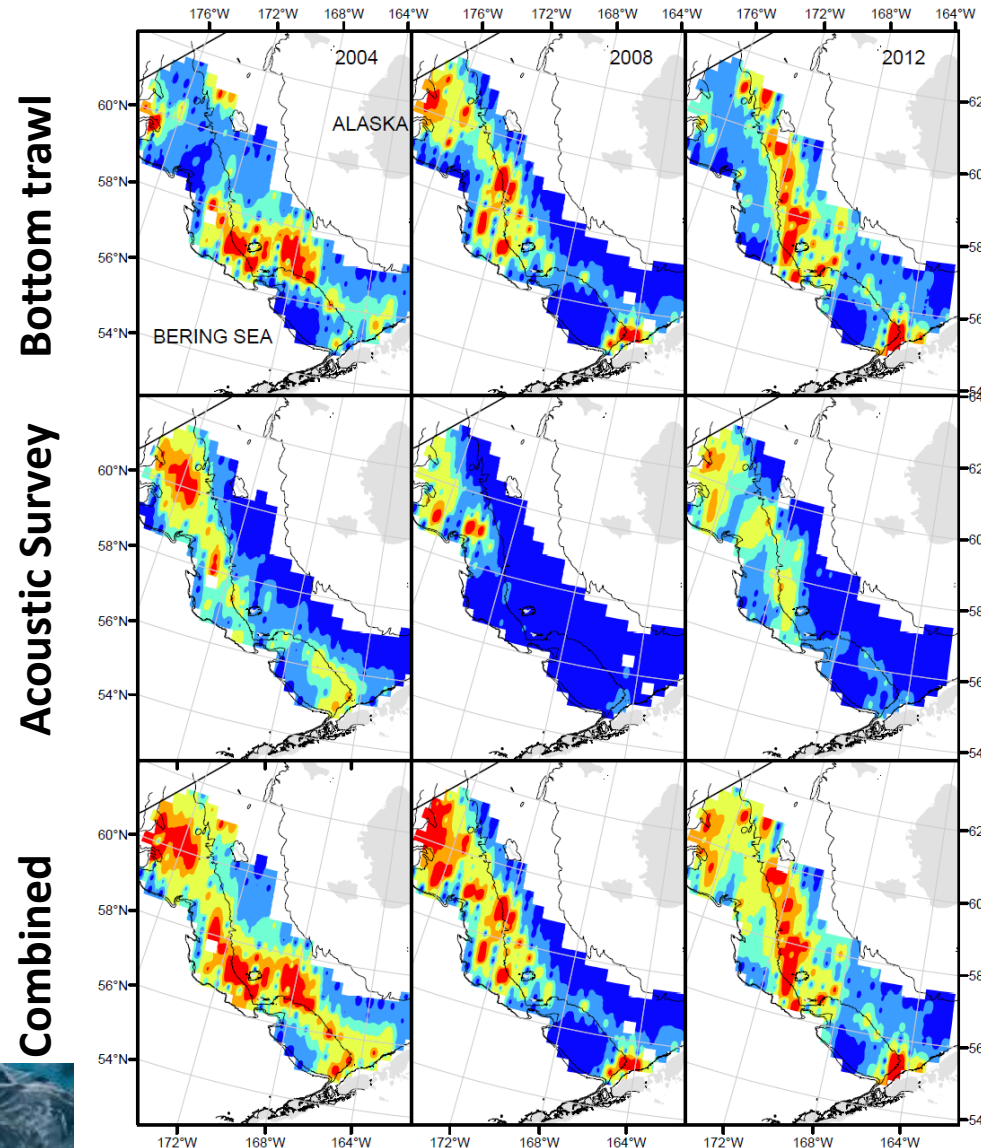 176°W 172°W 168°W 164°W 176°W 172°W 168°W 164°W 176°W 172°W 168°W 164°W
Bottom trawl
2004
2008
2012
ALASKA
BERING SEA
60°N
58°N
56°N
54°N
62
60
58
56
54
Acoustic Survey
60°N
58°N
56°N
54°N
64
62
60
58
56
54
Combined
60°N
58°N
56°N
54°N
62
60
58
56
54
172°W 168°W 164°W 172°W 168°W 164°W 172°W 168°W 164°W